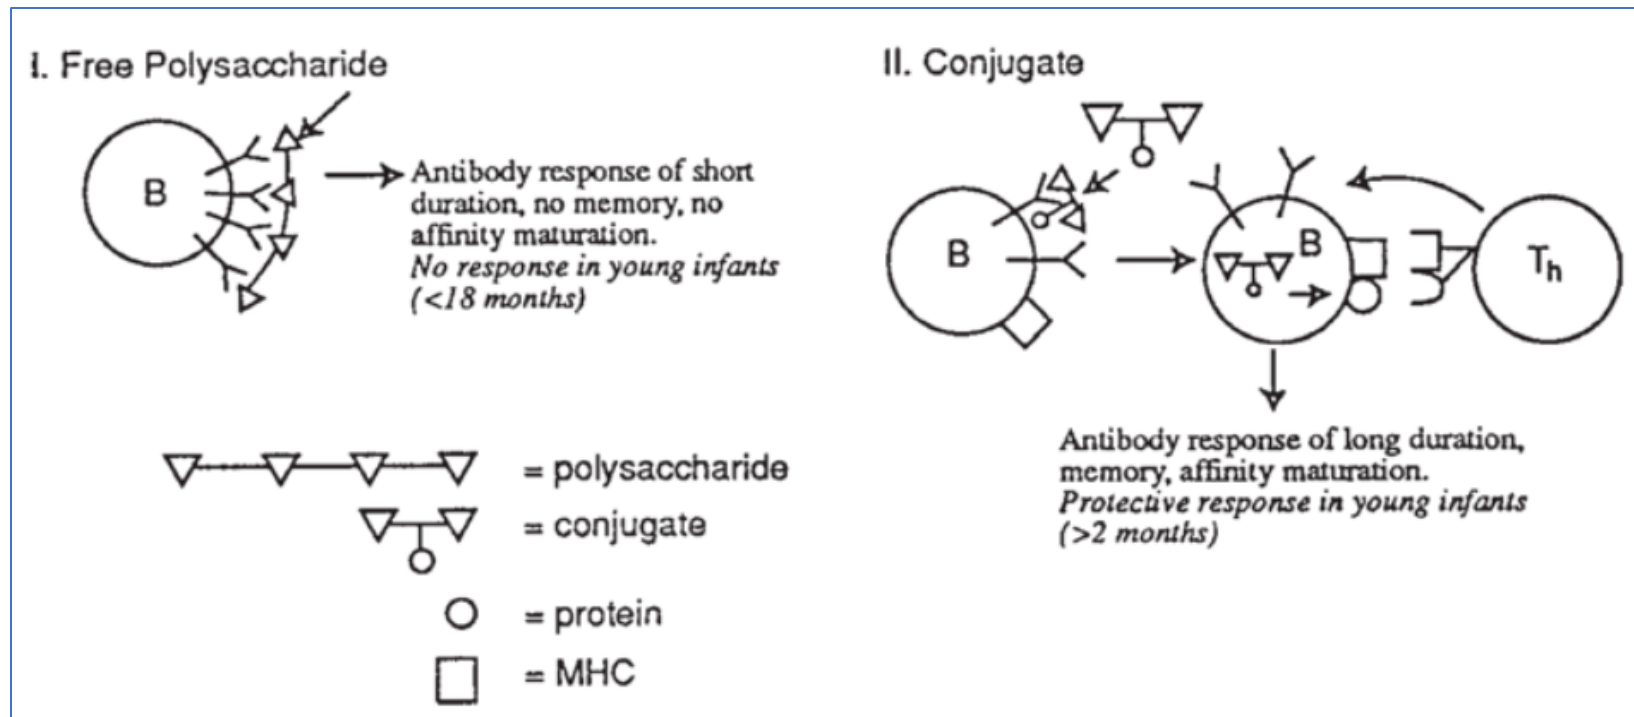 I. Free Polysaccharide
B
Antibody response of short
duration, no memory, no
affinity maturation.
No response in young infants
(<18 months)
= polysaccharide
= conjugate
= protein
= MHC
II. Conjugate
B
B
Th
Antibody response of long duration,
memory, affinity maturation.
Protective response in young infants
(>2 months)